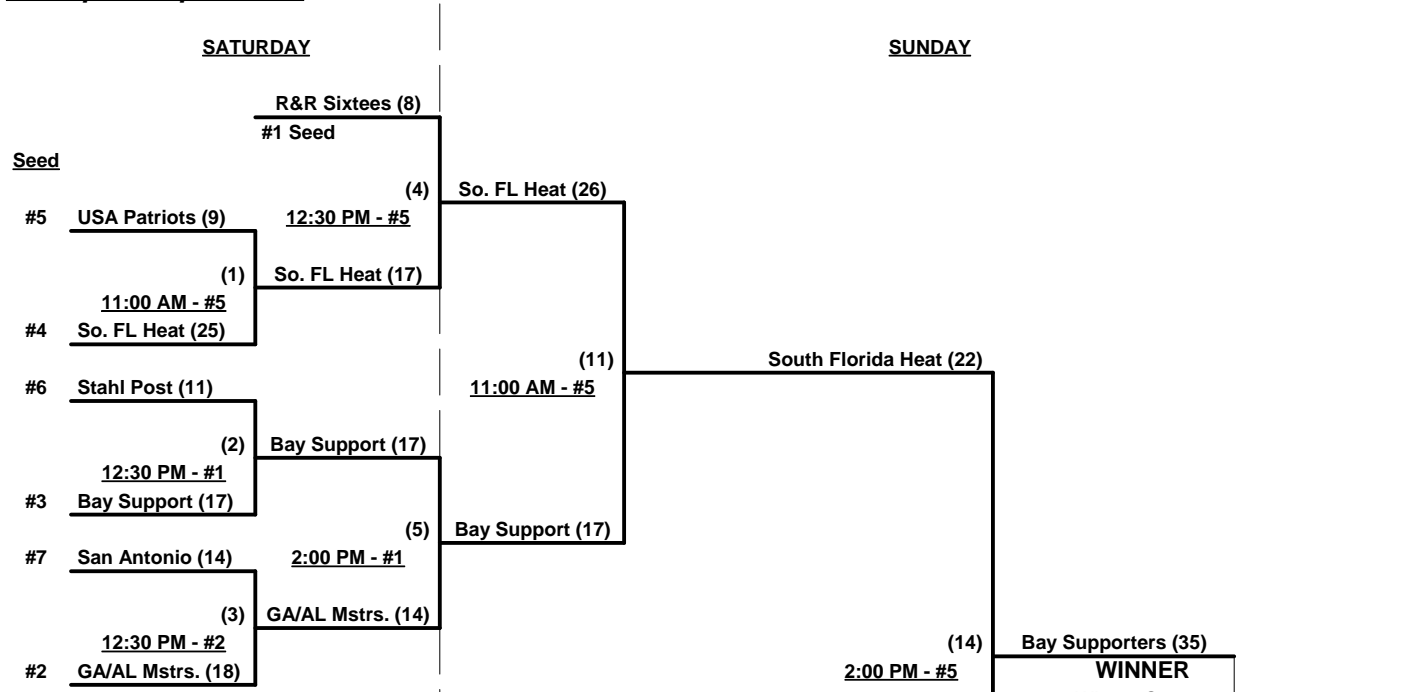 SATURDAY
SUNDAY
R&R Sixtees (8)
#1 Seed
Seed
(4)
So. FL Heat (26)
#5 USA Patriots (9)
12:30 PM - #5
(1)
So. FL Heat (17)
11:00 AM - #5
#4 So. FL Heat (25)
(11)
South Florida Heat (22)
#6 Stahl Post (11)
11:00 AM - #5
(2)
Bay Support (17)
12:30 PM - #1
#3 Bay Support (17)
(5)
Bay Support (17)
#7 San Antonio (14)
2:00 PM - #1
(3)
GA/AL Mstrs. (14)
12:30 PM - #2
(14)
Bay Supporters (35)
#2 GA/AL Mstrs. (18)
2:00 PM - #5
WINNER